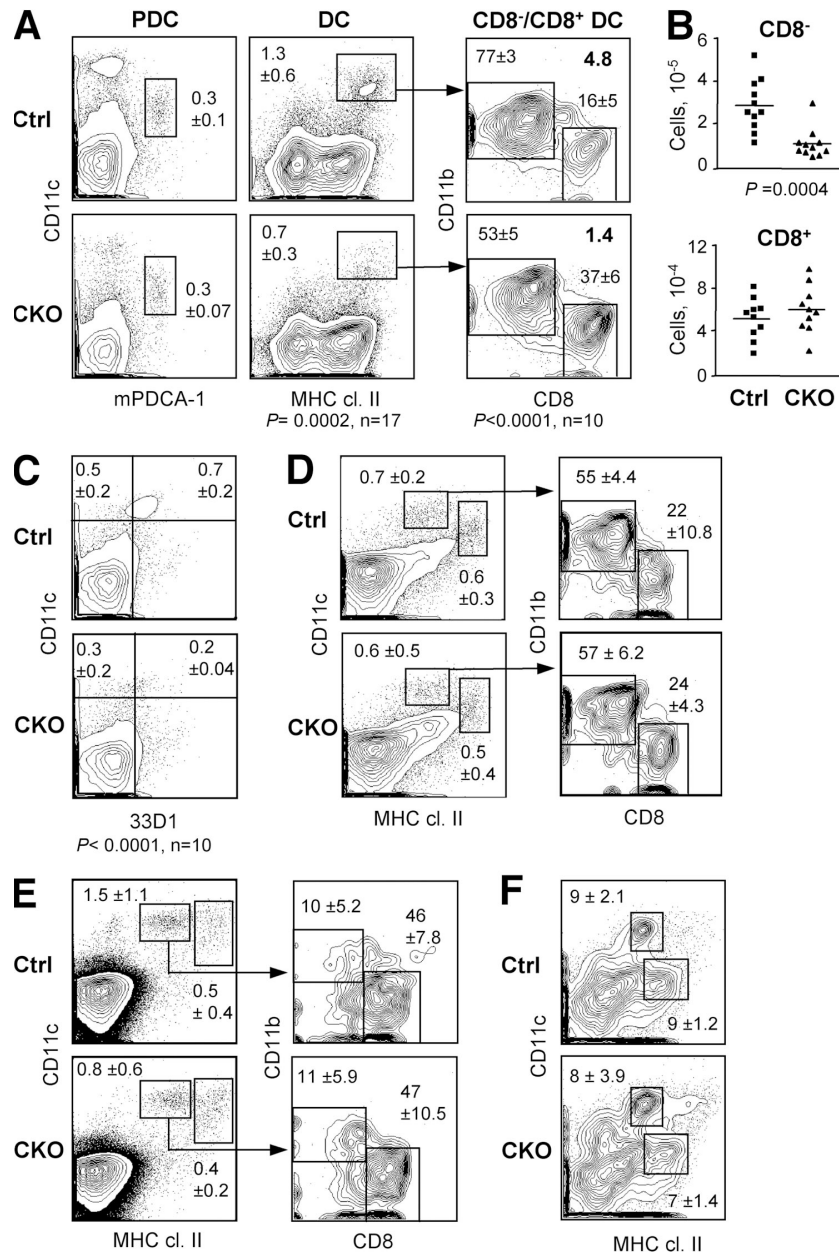 A
PDC
DC
CD8⁻/CD8⁺ DC
Ctrl
0.3
±0.1
1.3
±0.6
77±3
4.8
16±5
CD11c
CD11b
CKO
0.3
±0.07
0.7
±0.3
53±5
1.4
37±6
mPDCA-1
MHC cl. II
P= 0.0002, n=17
CD8
P<0.0001, n=10
B
CD8⁻
Cells, 10⁻⁵
6
4
2
0
P =0.0004
CD8⁺
Cells, 10⁻⁴
12
8
4
0
Ctrl
CKO
C
Ctrl
0.5
±0.2
0.7
±0.2
CD11c
CKO
0.3
±0.2
0.2
±0.04
33D1
P< 0.0001, n=10
D
Ctrl
0.7 ±0.2
0.6
±0.3
55 ±4.4
22
±10.8
CD11c
CD11b
CKO
0.6 ±0.5
0.5
±0.4
57 ± 6.2
24
±4.3
MHC cl. II
CD8
E
Ctrl
1.5 ±1.1
0.5
± 0.4
10 ±5.2
46
±7.8
CD11c
CD11b
CKO
0.8 ±0.6
0.4
±0.2
11 ±5.9
47
±10.5
MHC cl. II
CD8
F
Ctrl
9 ± 2.1
9 ±1.2
CD11c
CKO
8 ± 3.9
7 ±1.4
MHC cl. II